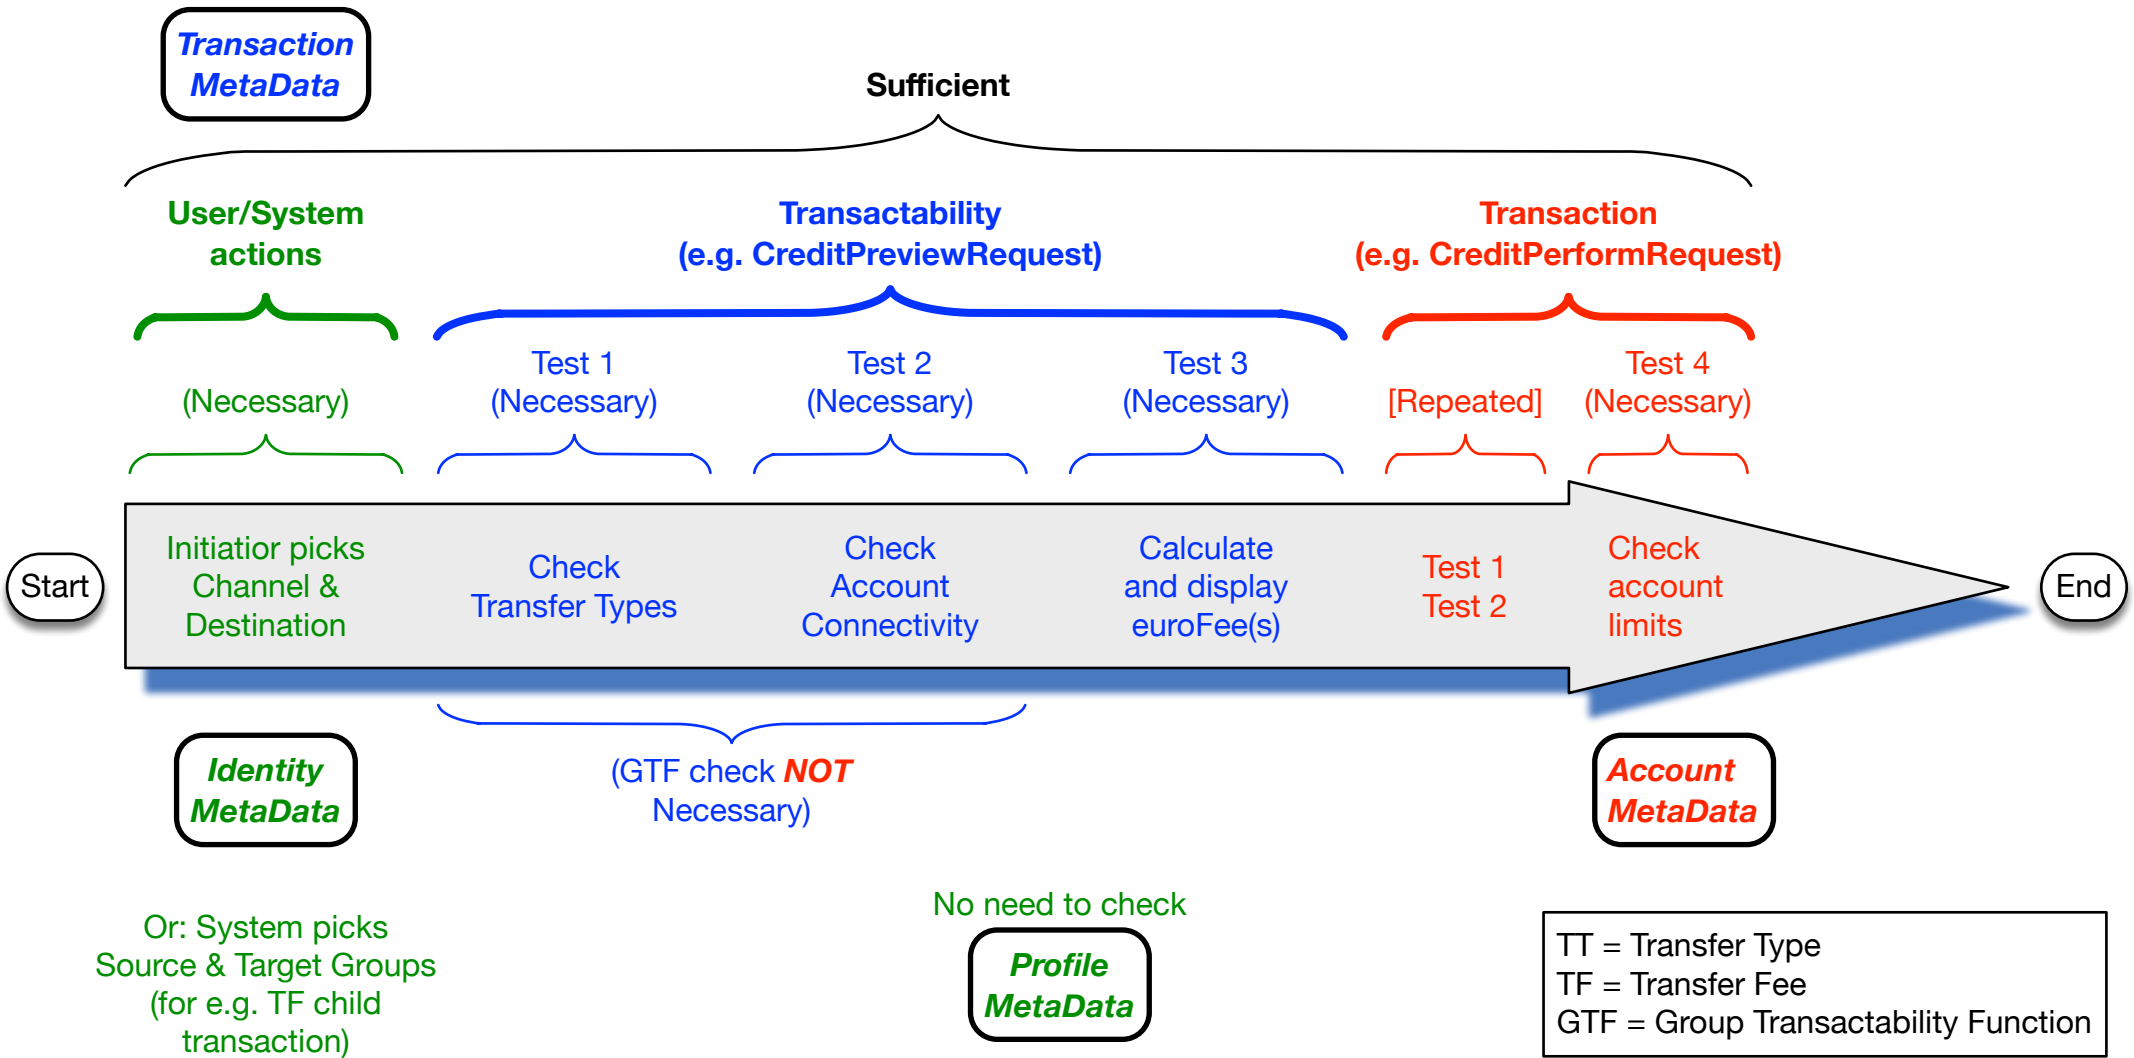 Transaction
MetaData
Sufficient
User/System
actions
Transactability
(e.g. CreditPreviewRequest)
Transaction
(e.g. CreditPerformRequest)
(Necessary)
Test 1
(Necessary)
Test 2
(Necessary)
Test 3
(Necessary)
[Repeated]
Test 4
(Necessary)
Start
Initiatior picks
Channel &
Destination
Check
Transfer Types
Check
Account
Connectivity
Calculate
and display
euroFee(s)
Test 1
Test 2
Check
account
limits
End
Identity
MetaData
(GTF check NOT
Necessary)
Account
MetaData
Or: System picks
Source & Target Groups
(for e.g. TF child
transaction)
No need to check
Profile
MetaData
TT = Transfer Type
TF = Transfer Fee
GTF = Group Transactability Function